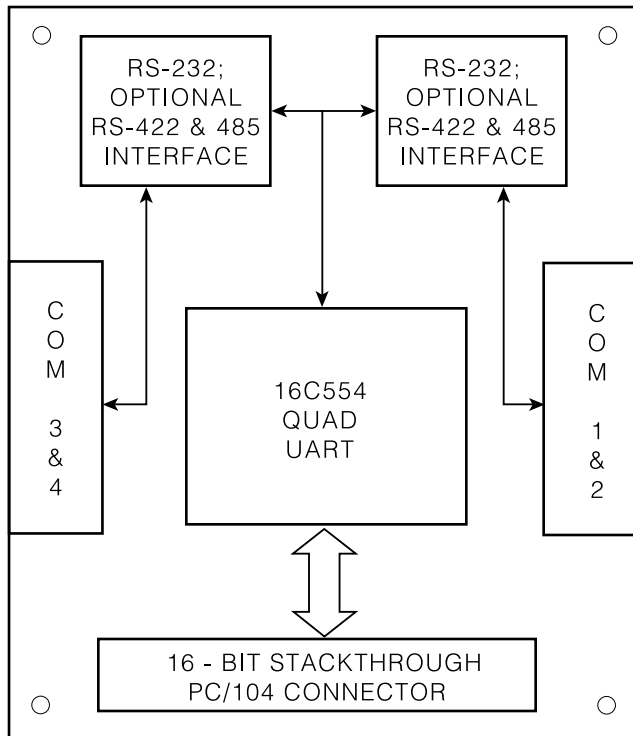 RS-232;
OPTIONAL
RS-422 & 485
INTERFACE
RS-232;
OPTIONAL
RS-422 & 485
INTERFACE
C
O
M
3
&
4
16C554
QUAD
UART
C
O
M
1
&
2
16 - BIT STACKTHROUGH
PC/104 CONNECTOR